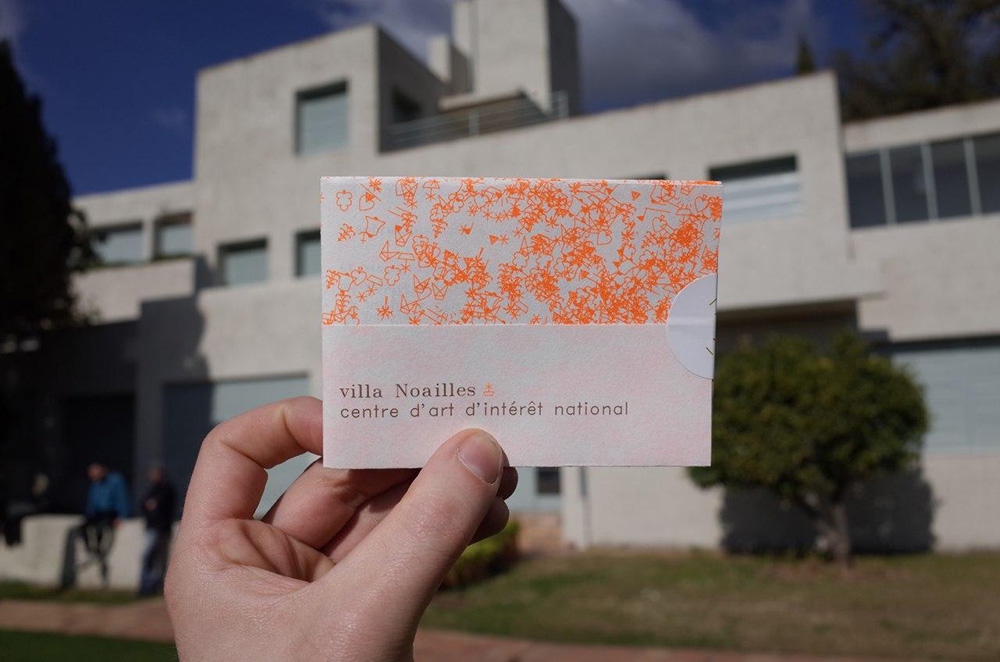 villa Noailles
centre d'art d'intérêt national